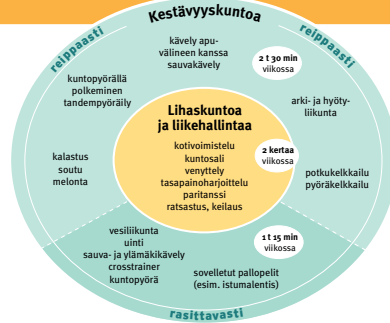 Kestävyyskuntoa
reippaasti
reippaasti
kävely apu-
välineen kanssa
sauvakävely
2 t 30 min
viikossa
kuntopyörällä
polkeminen
tandempyöräily
arki- ja hyöty-
liikunta
Lihaskuntoa
ja liikehallintaa
kotivoimistelu
kuntosali
venyttely
tasapainoharjoittelu
paritanssi
ratsastus, keilaus
2 kertaa
viikossa
kalastus
soutu
melonta
potkukelkkailu
pyöräkelkkailu
vesiliikunta
uinti
sauva- ja ylämäkikävely
crosstrainer
kuntopyörä
1 t 15 min
viikossa
sovelletut pallopelit
(esim. istumalentis)
rasittavasti